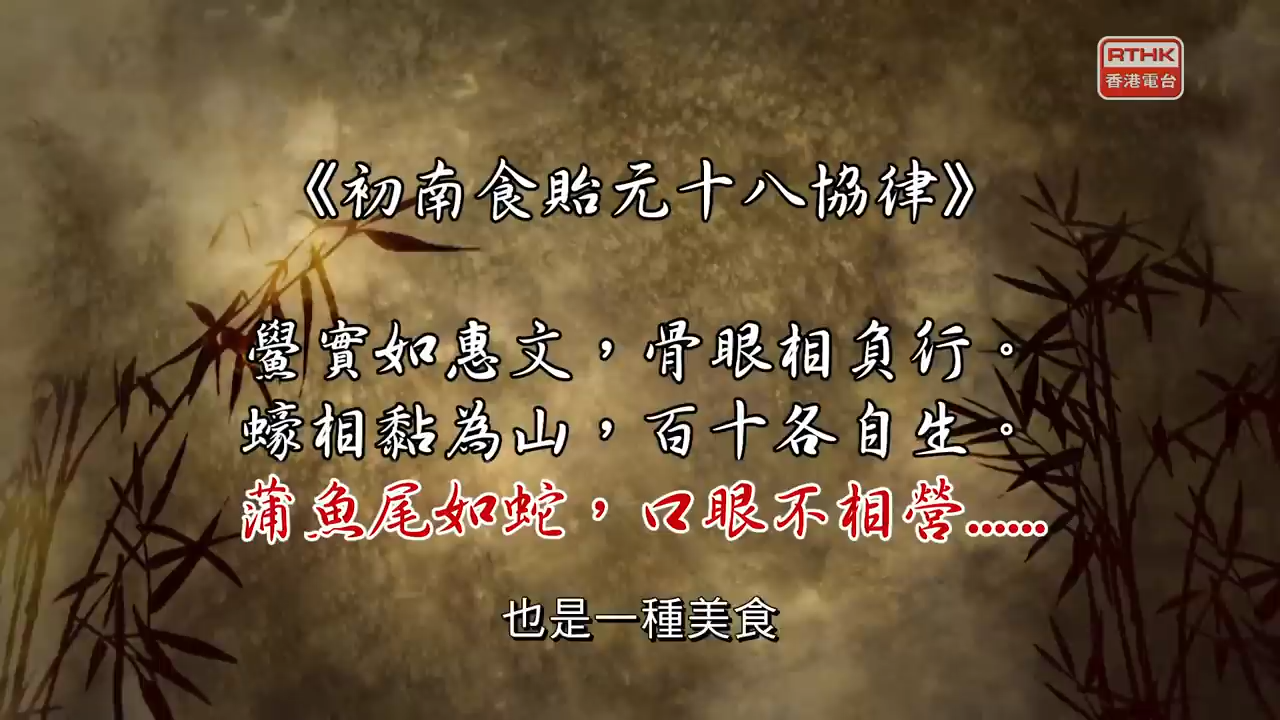 RTHK
香港電台
《初南食貽元十八協律》
鱟實如惠文，骨眼相負行。
蠔相黏為山，百十各自生。
蒲魚尾如蛇，口眼不相營......
也是一種美食